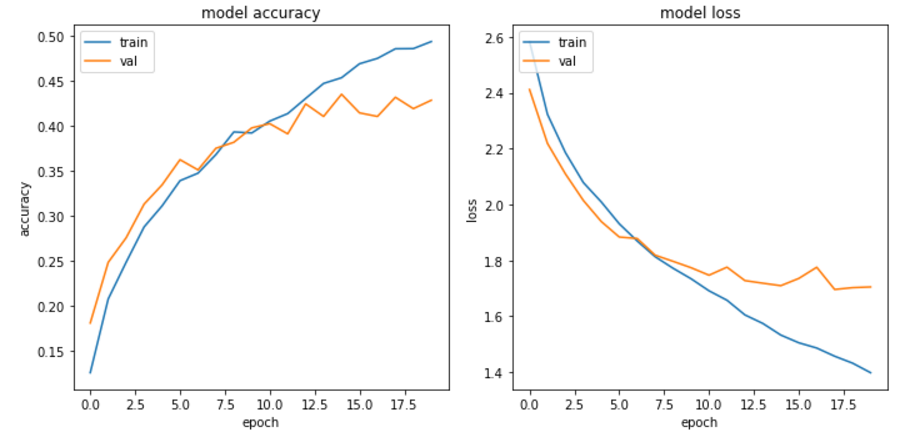 model accuracy
train
val
0.50
0.45
0.40
0.35
0.30
0.25
0.20
0.15
accuracy
0.0 2.5 5.0 7.5 10.0 12.5 15.0 17.5
epoch
model loss
train
val
2.6
2.4
2.2
2.0
1.8
1.6
1.4
loss
0.0 2.5 5.0 7.5 10.0 12.5 15.0 17.5
epoch